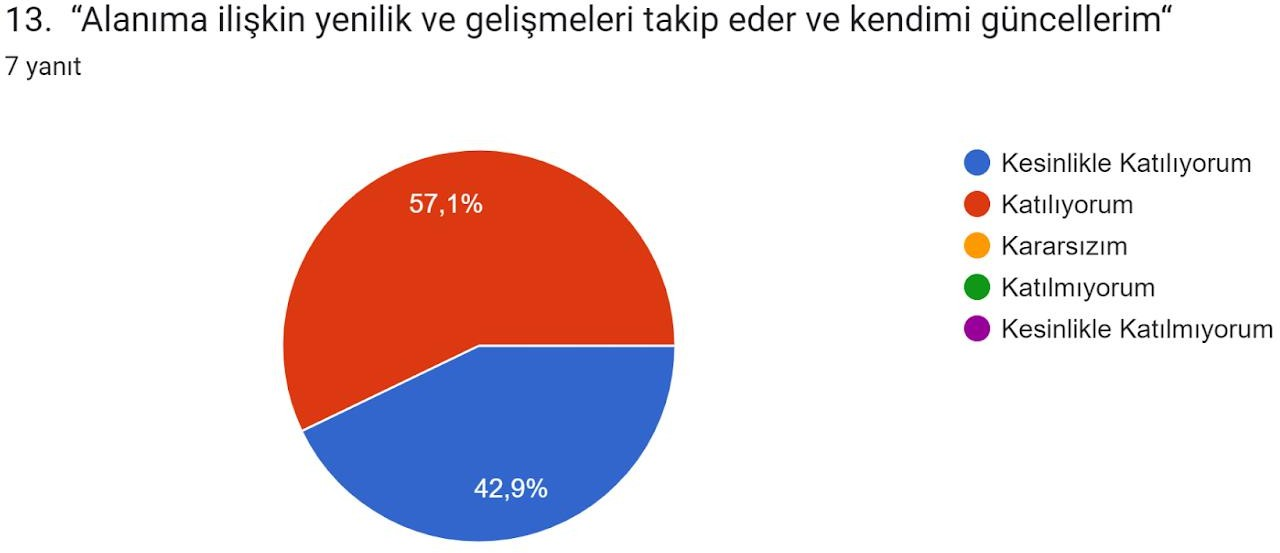 13. “Alanıma ilişkin yenilik ve gelişmeleri takip eder ve kendimi güncellerim“
7 yanıt
57,1%
42,9%
Kesinlikle Katılıyorum
Katılıyorum
Kararsızım
Katılmıyorum
Kesinlikle Katılmıyorum